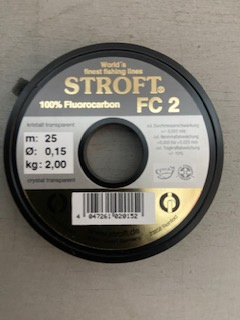 World's
finest fishing lines
STROFT®
100% Fluorocarbon FC 2
kristall transparent
m: 25
Ø: 0,15
kg: 2,00
crystal transparent
4 047261 020152